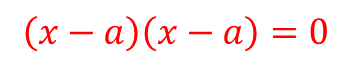 (x − a)(x − a) = 0